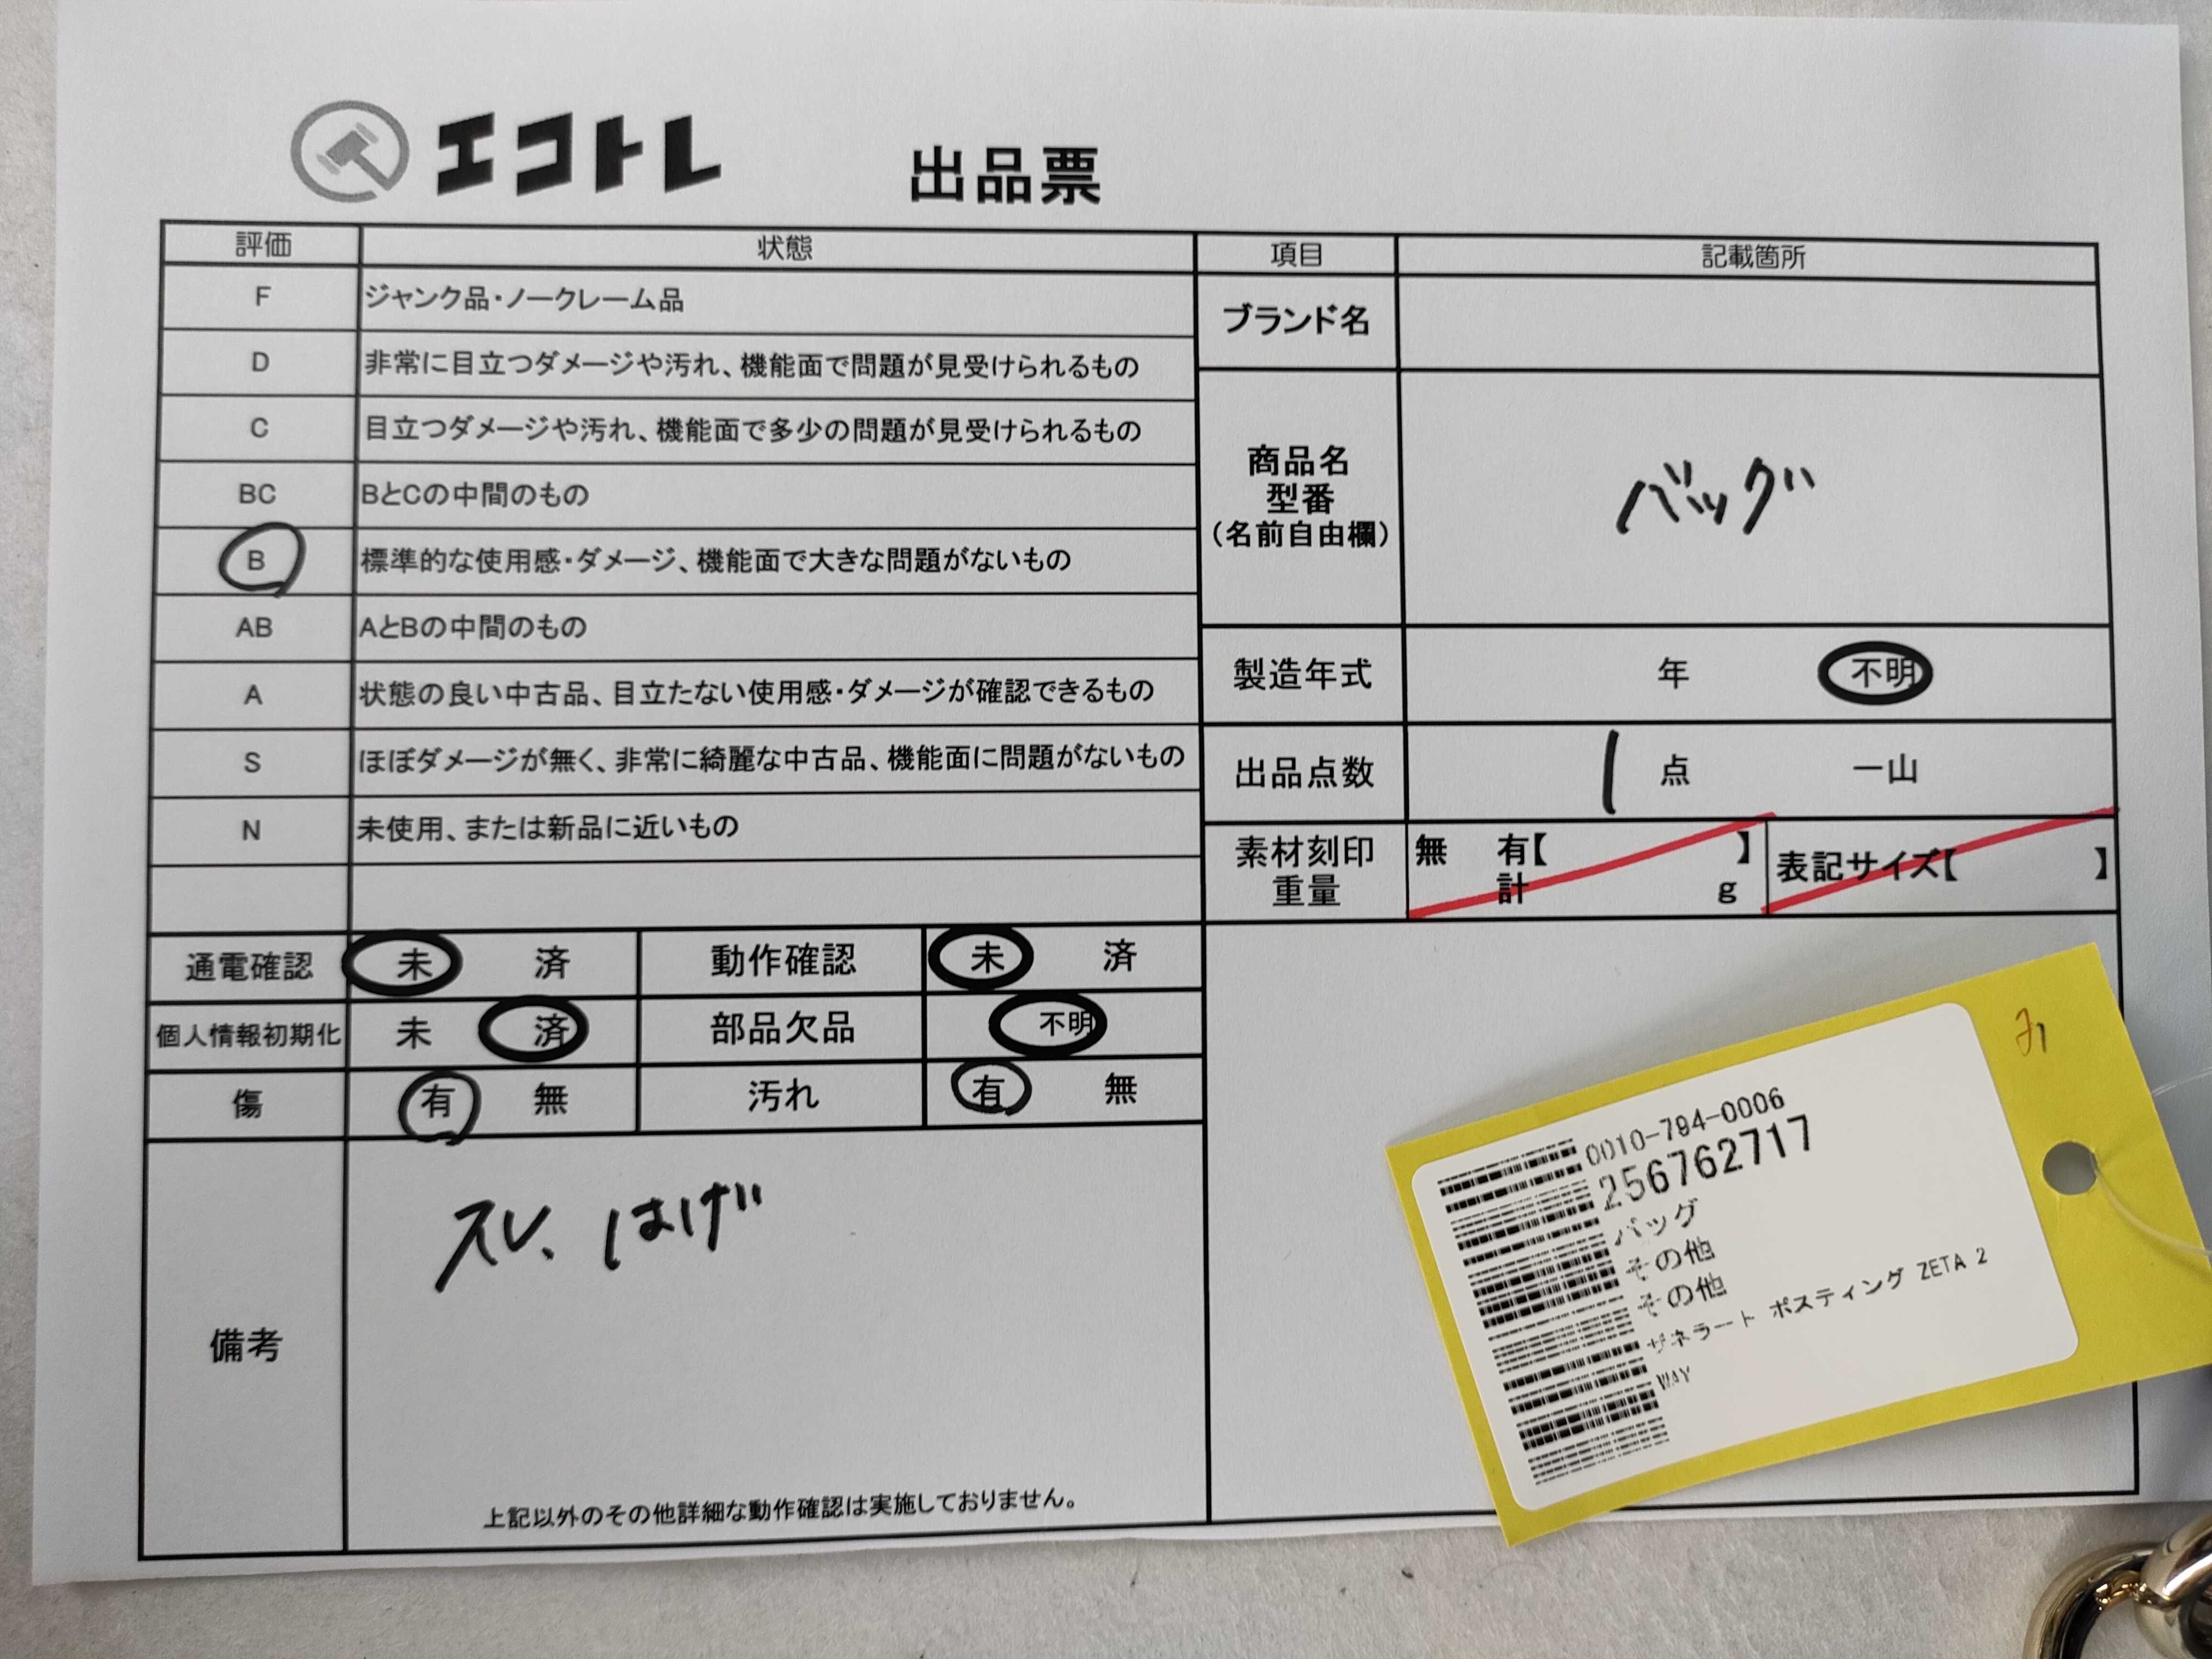 エコトレ 出品票
評価 状態
F ジャンク品・ノークレーム品
D 非常に目立つダメージや汚れ、機能面で問題が見受けられるもの
C 目立つダメージや汚れ、機能面で多少の問題が見受けられるもの
BC BとCの中間のもの
B 標準的な使用感・ダメージ、機能面で大きな問題がないもの
AB AとBの中間のもの
A 状態の良い中古品、目立たない使用感・ダメージが確認できるもの
S ほぼダメージが無く、非常に綺麗な中古品、機能面に問題がないもの
N 未使用、または新品に近いもの
項目 記載箇所
ブランド名
商品名
型番
(名前自由欄)
バッグ
製造年式 年 不明
出品点数 1 点 一山
素材刻印 無 有【 】
重量 計 g
表記サイズ【 】
通電確認 未 済 動作確認 未 済
個人情報初期化 未 済 部品欠品 不明
傷 有 無 汚れ 有 無
備考
スレ、はげ
上記以外のその他詳細な動作確認は実施しておりません。
0010-794-0006
256762717
バッグ
その他
その他
ザネラート ポスティング ZETA 2
WAY